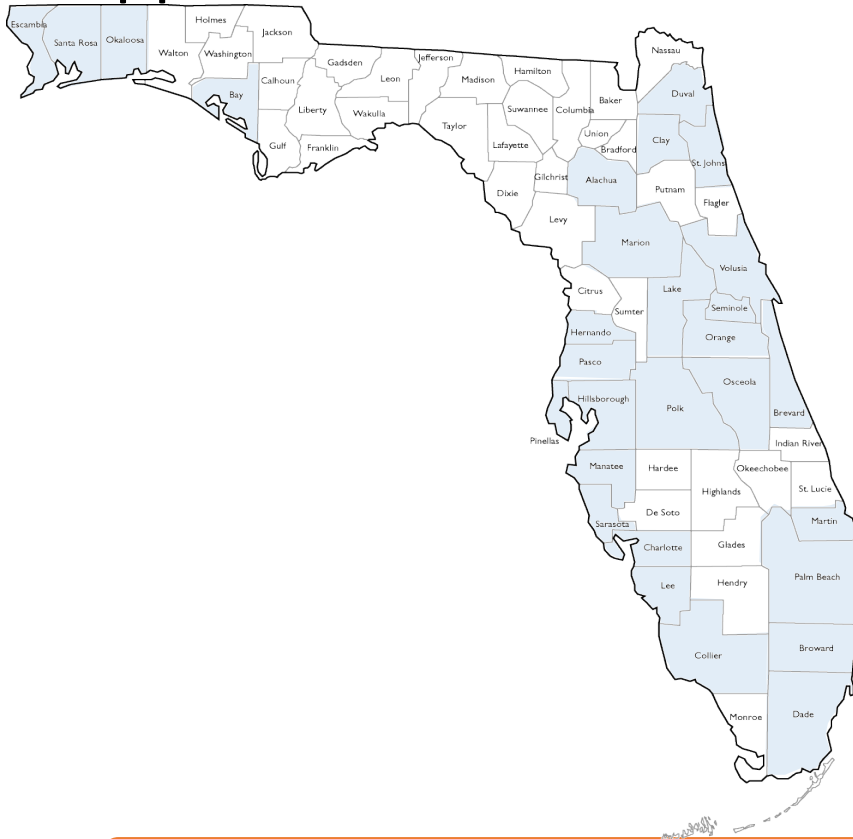 Escambia
Santa Rosa
Okaloosa
Walton
Holmes
Washington
Jackson
Bay
Calhoun
Gulf
Liberty
Gadsden
Franklin
Leon
Wakulla
Jefferson
Madison
Taylor
Hamilton
Suwannee
Lafayette
Dixie
Columbia
Gilchrist
Levy
Baker
Union
Bradford
Alachua
Nassau
Duval
Clay
St. Johns
Putnam
Flagler
Marion
Volusia
Citrus
Sumter
Lake
Seminole
Orange
Hernando
Pasco
Osceola
Hillsborough
Polk
Brevard
Pinellas
Indian River
Manatee
Hardee
Okeechobee
Highlands
St. Lucie
De Soto
Sarasota
Martin
Charlotte
Glades
Lee
Hendry
Palm Beach
Collier
Broward
Monroe
Dade